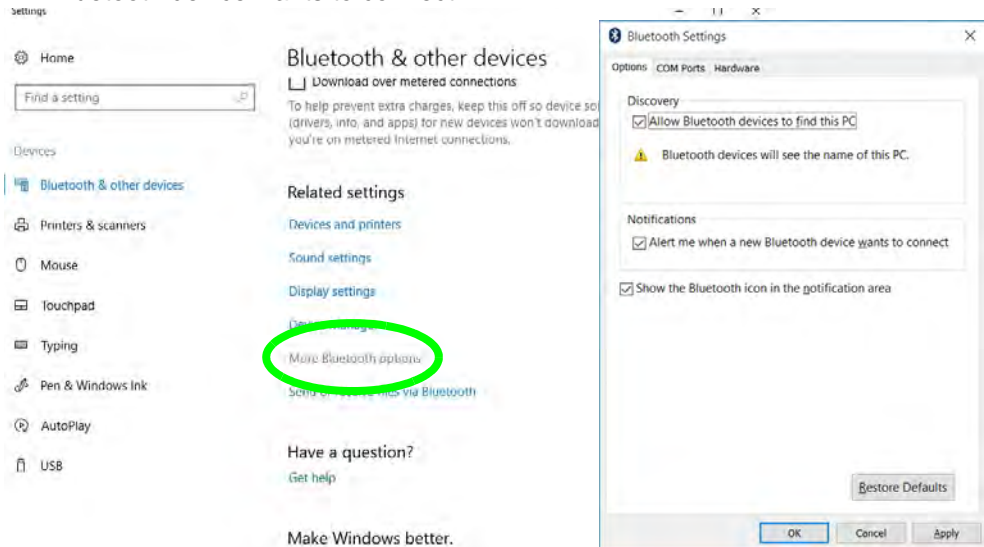 Settings
Home
Find a setting
Devices
Bluetooth & other devices
Printers & scanners
Mouse
Touchpad
Typing
Pen & Windows Ink
AutoPlay
USB
Bluetooth & other devices
Download over metered connections
To help prevent extra charges, keep this off so device
(drivers, info, and apps) for new devices won't download
you're on metered Internet connections.
Related settings
Devices and printers
Sound settings
Display settings
More Bluetooth options
files via Bluetooth
Have a question?
Get help
Make Windows better.
Bluetooth Settings
Options COM Ports Hardware
Discovery
Allow Bluetooth devices to find this PC
Bluetooth devices will see the name of this PC.
Notifications
Alert me when a new Bluetooth device wants to connect
Show the Bluetooth icon in the notification area
Restore Defaults
OK Cancel Apply